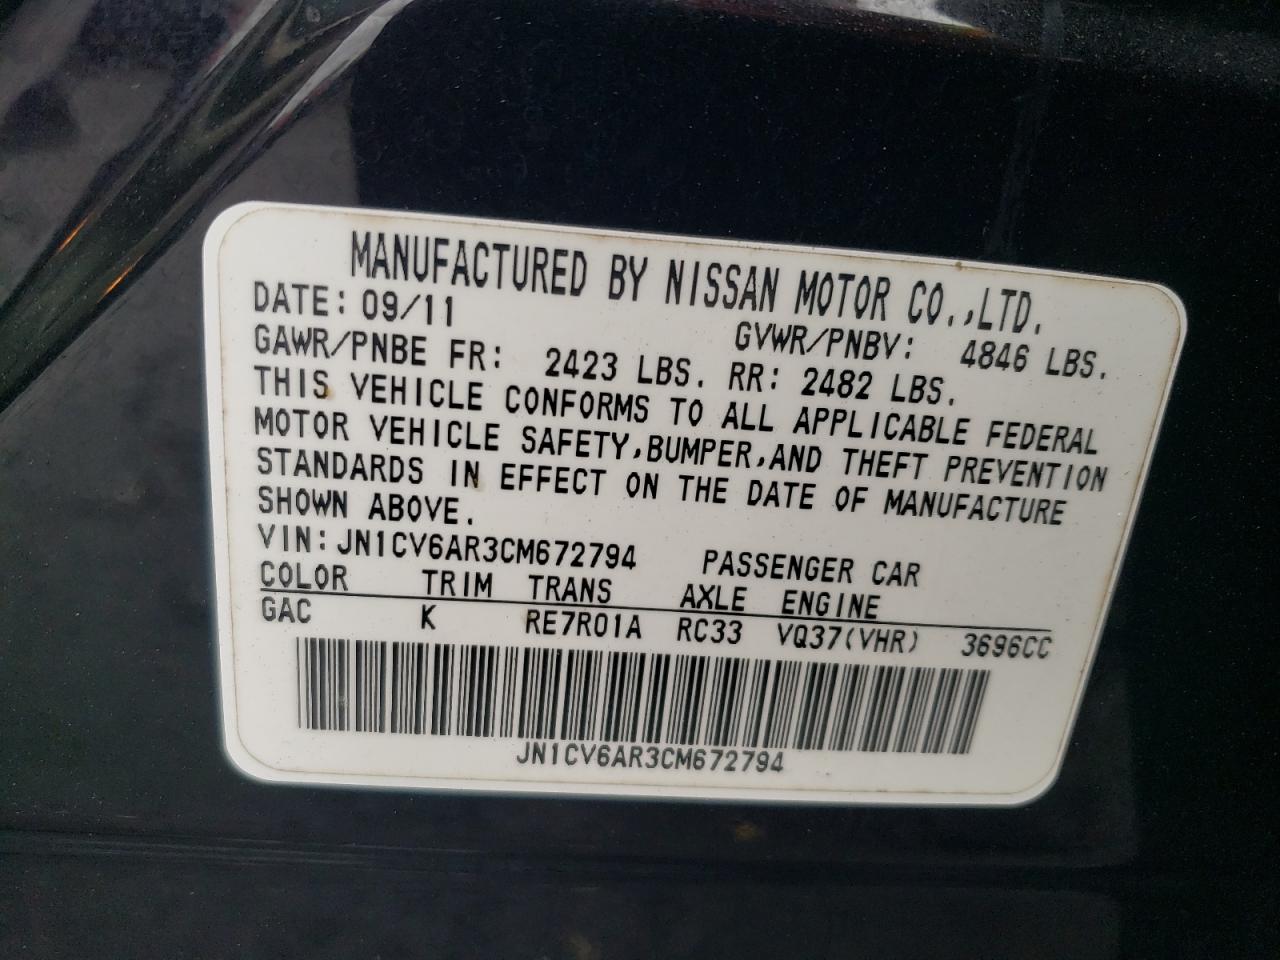 MANUFACTURED BY NISSAN MOTOR CO.,LTD.
DATE: 09/11 GVWR/PNBV: 4846 LBS.
GAWR/PNBE FR: 2423 LBS. RR: 2482 LBS.
THIS VEHICLE CONFORMS TO ALL APPLICABLE FEDERAL
MOTOR VEHICLE SAFETY,BUMPER,AND THEFT PREVENTION
STANDARDS IN EFFECT ON THE DATE OF MANUFACTURE
SHOWN ABOVE.
VIN: JN1CV6AR3CM672794 PASSENGER CAR
COLOR TRIM TRANS AXLE ENGINE
GAC K RE7R01A RC33 VQ37(VHR) 3696CC
JN1CV6AR3CM672794